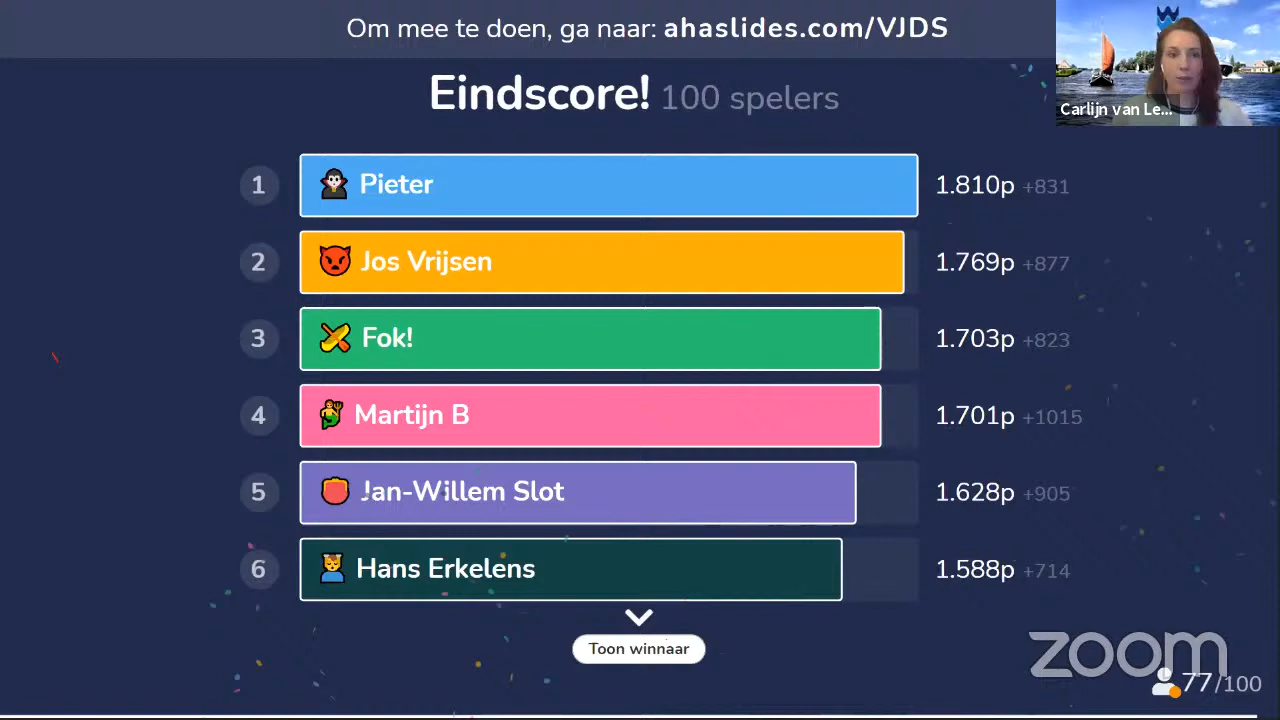 Om mee te doen, ga naar: ahaslides.com/VJDS
Eindscore! 100 spelers
Carlijn van Le...
1 Pieter 1.810p +831
2 Jos Vrijsen 1.769p +877
3 Fok! 1.703p +823
4 Martijn B 1.701p +1015
5 Jan-Willem Slot 1.628p +905
6 Hans Erkelens 1.588p +714
Toon winnaar
zoom
77/100